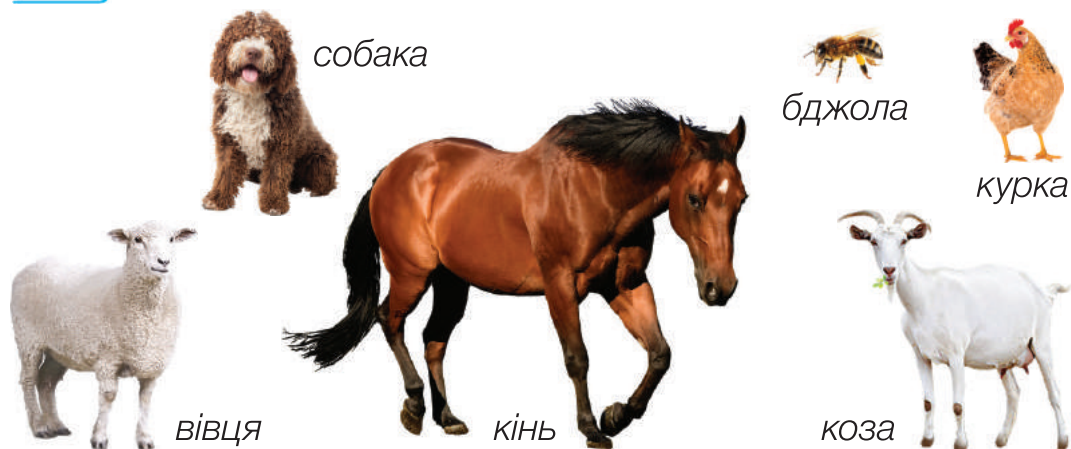 собака
бджола
курка
вівця
кінь
коза